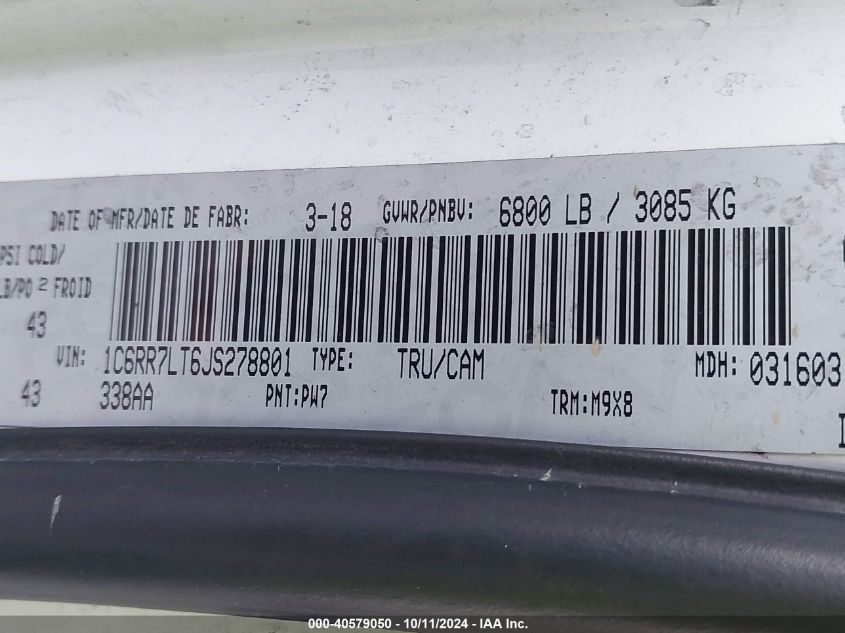 DATE OF MFR/DATE DE FABR: 3-18 GVWR/PNBV: 6800 LB / 3085 KG
PSI COLD/
LB/PO 2 FROID
43
VIN: 1C6RR7LT6JS278801 TYPE: TRU/CAM MDH: 031603
43 338AA PNT:PW7 TRM:M9X8
000-40579050 - 10/11/2024 - IAA Inc.